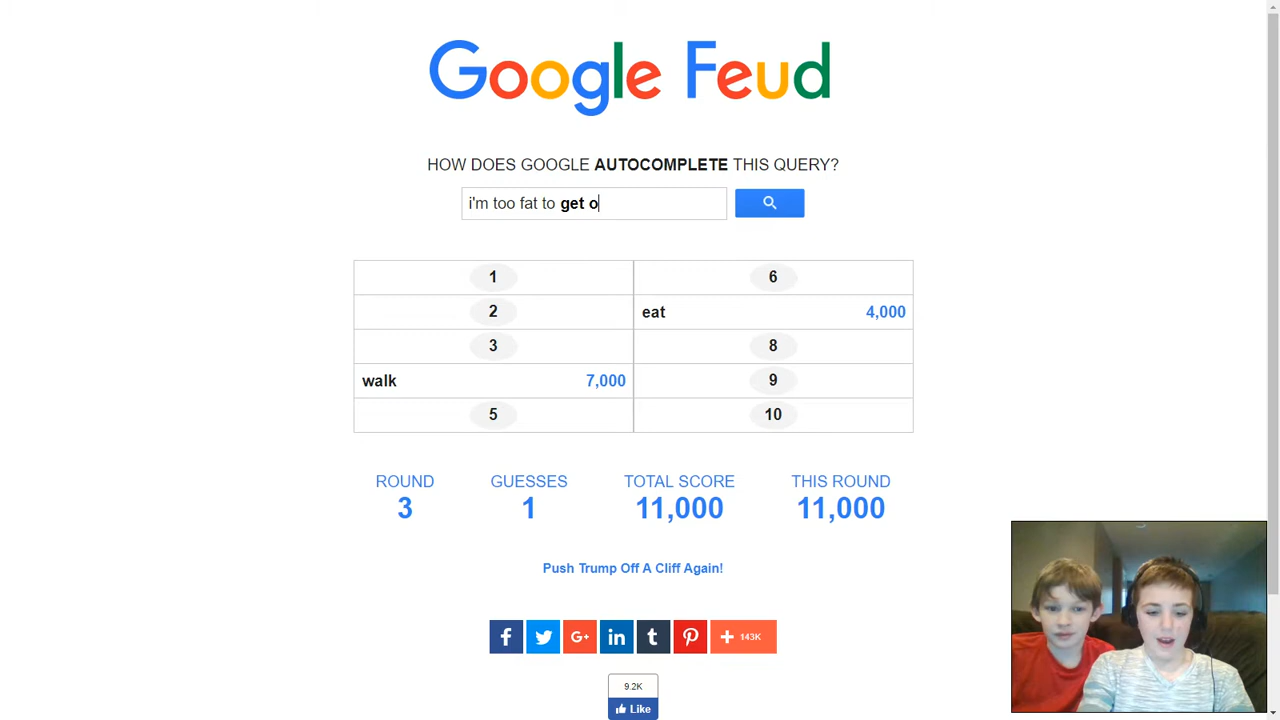 Google Feud
HOW DOES GOOGLE AUTOCOMPLETE THIS QUERY?
i'm too fat to get o
1
6
2
eat 4,000
3
8
walk 7,000
9
5
10
ROUND GUESSES TOTAL SCORE THIS ROUND
3 1 11,000 11,000
Push Trump Off A Cliff Again!
f G+ in t 143K
9.2K
Like